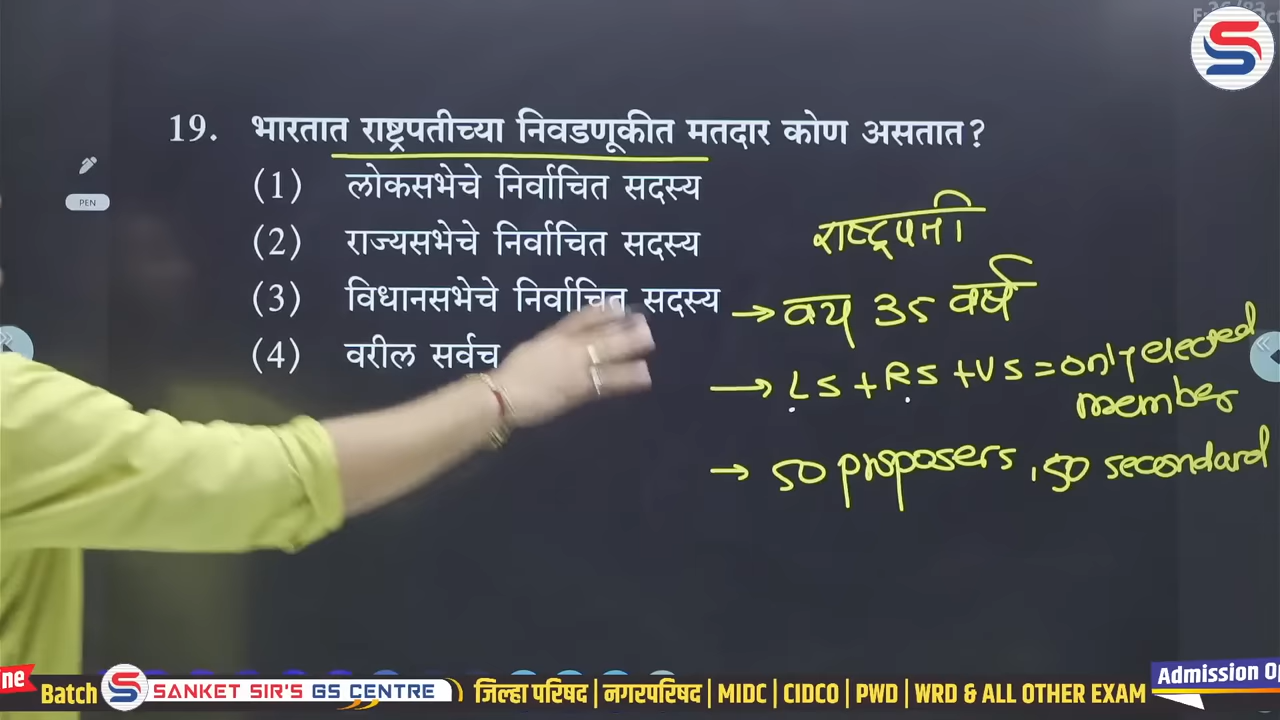 19. भारतात राष्ट्रपतीच्या निवडणूकीत मतदार कोण असतात?
(1) लोकसभेचे निर्वाचित सदस्य
(2) राज्यसभेचे निर्वाचित सदस्य
(3) विधानसभेचे निर्वाचित सदस्य
(4) वरील सर्वच
PEN
राष्ट्रपती
→ वय 35 वर्ष
→ LS + RS + VS = only elected
member
→ 50 proposers, 50 secondard
Batch SANKET SIR'S GS CENTRE जिल्हा परिषद | नगरपरिषद | MIDC | CIDCO | PWD | WRD & ALL OTHER EXAM Admission